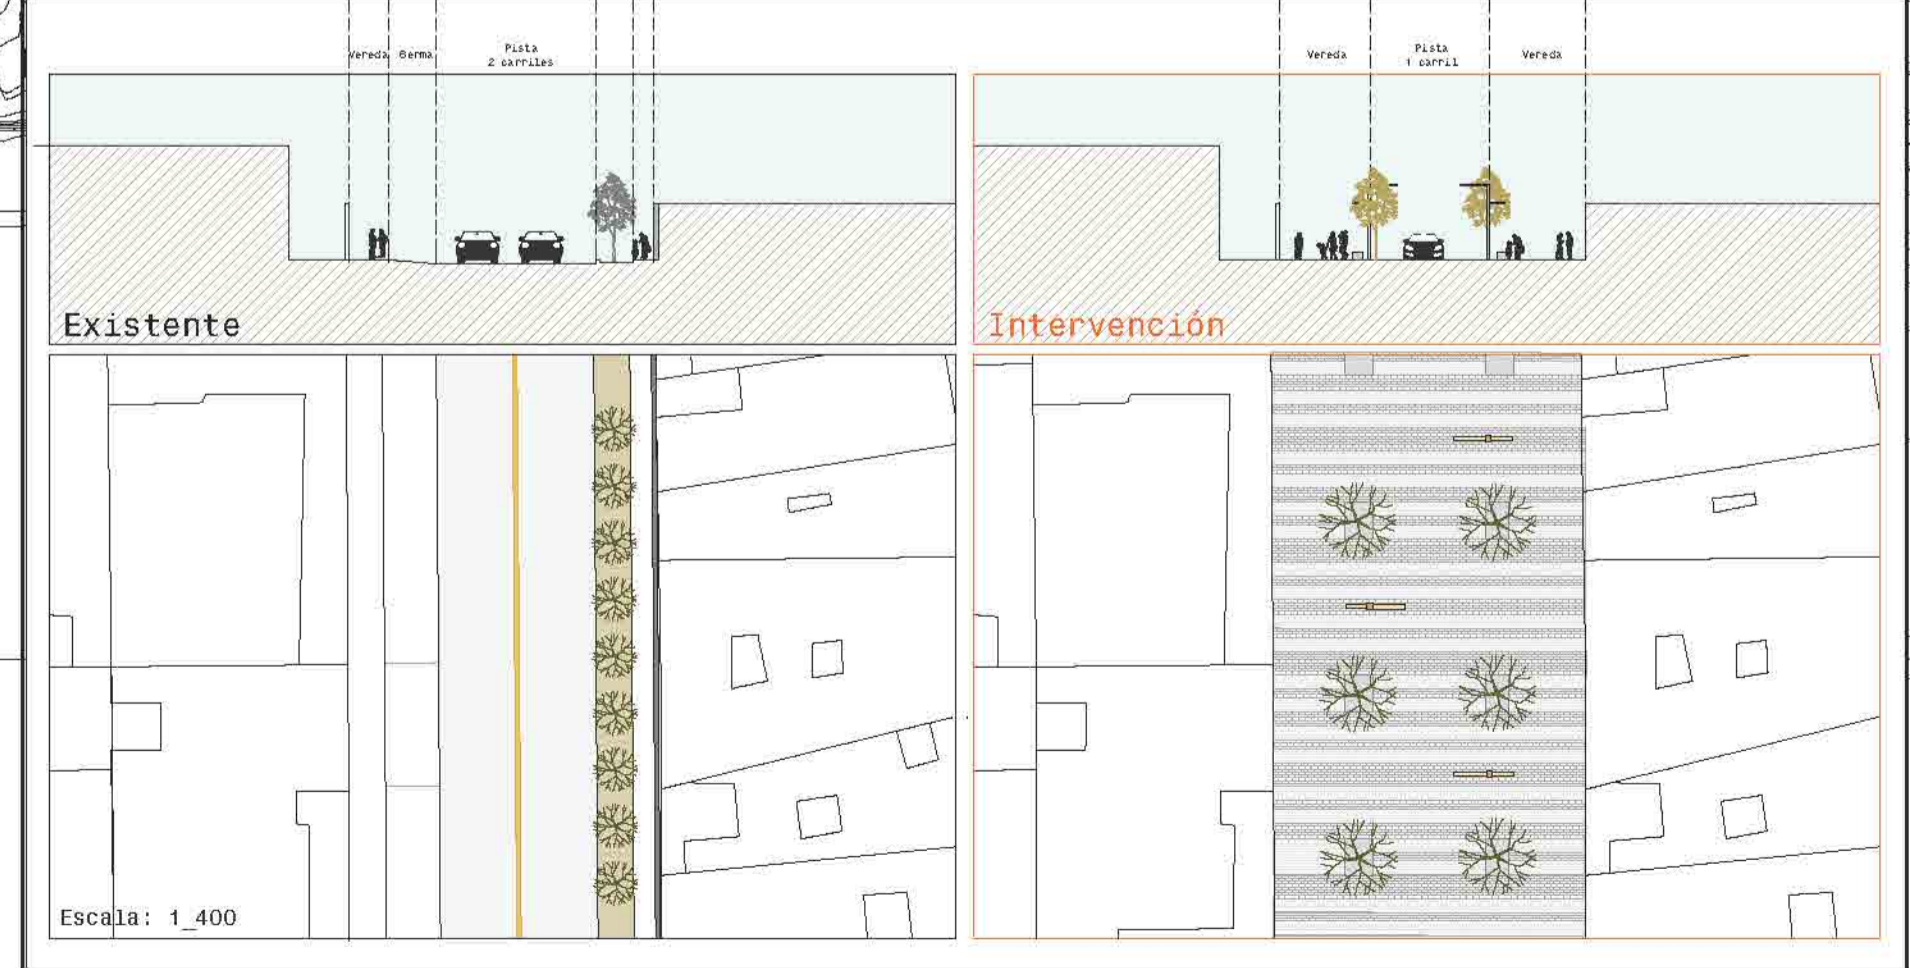 Vereda Berma Pista
2 carriles
Vereda Pista Vereda
1 carril
Existente
Intervención
Escala: 1_400